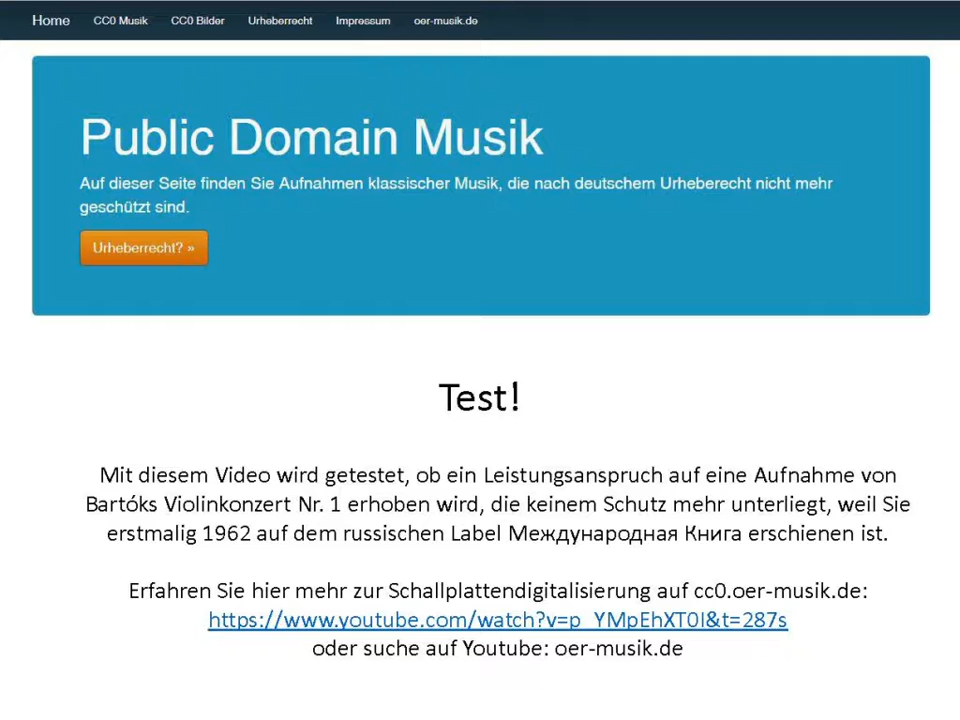 Home CC0 Musik CC0 Bilder Urheberrecht Impressum oer-musik.de
Public Domain Musik
Auf dieser Seite finden Sie Aufnahmen klassischer Musik, die nach deutschem Urheberecht nicht mehr
geschützt sind.
Urheberrecht? »
Test!
Mit diesem Video wird getestet, ob ein Leistungsanspruch auf eine Aufnahme von
Bartóks Violinkonzert Nr. 1 erhoben wird, die keinem Schutz mehr unterliegt, weil Sie
erstmalig 1962 auf dem russischen Label Международная Книга erschienen ist.
Erfahren Sie hier mehr zur Schallplattendigitalisierung auf cc0.oer-musik.de:
https://www.youtube.com/watch?v=p_YMpEhXT0I&t=287s
oder suche auf Youtube: oer-musik.de